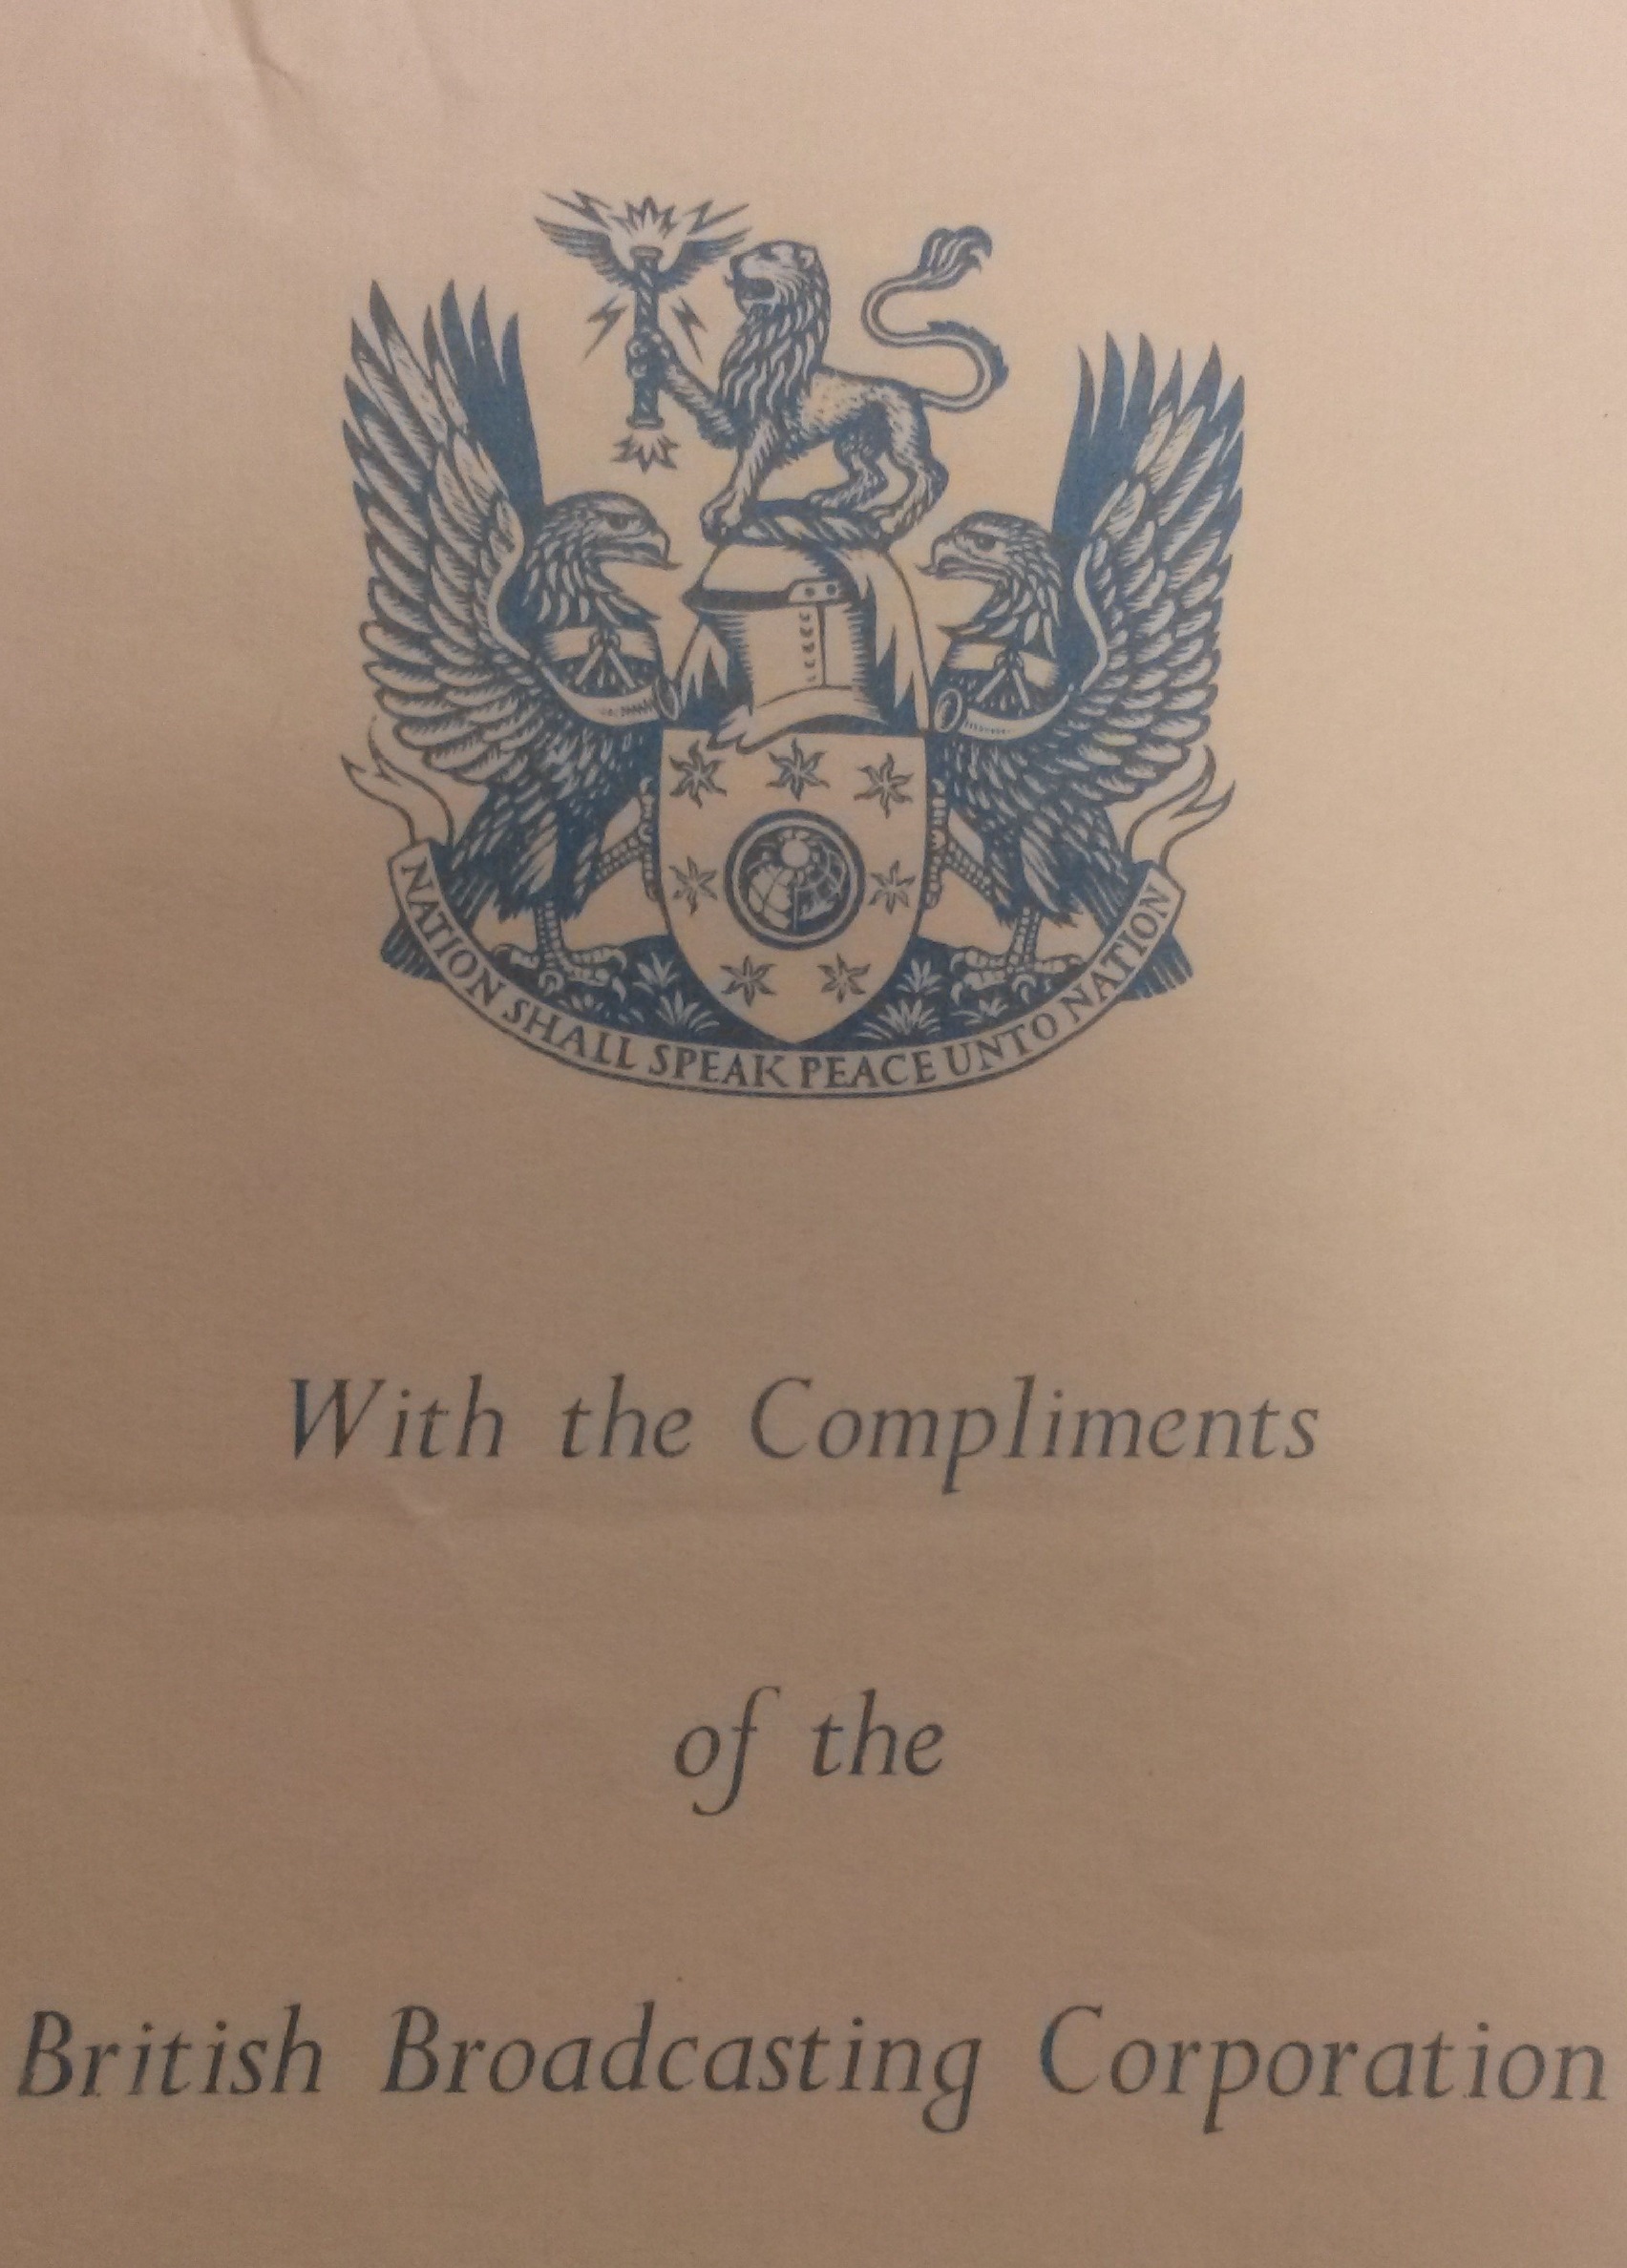 NATION SHALL SPEAK PEACE UNTO NATION
With the Compliments
of the
British Broadcasting Corporation